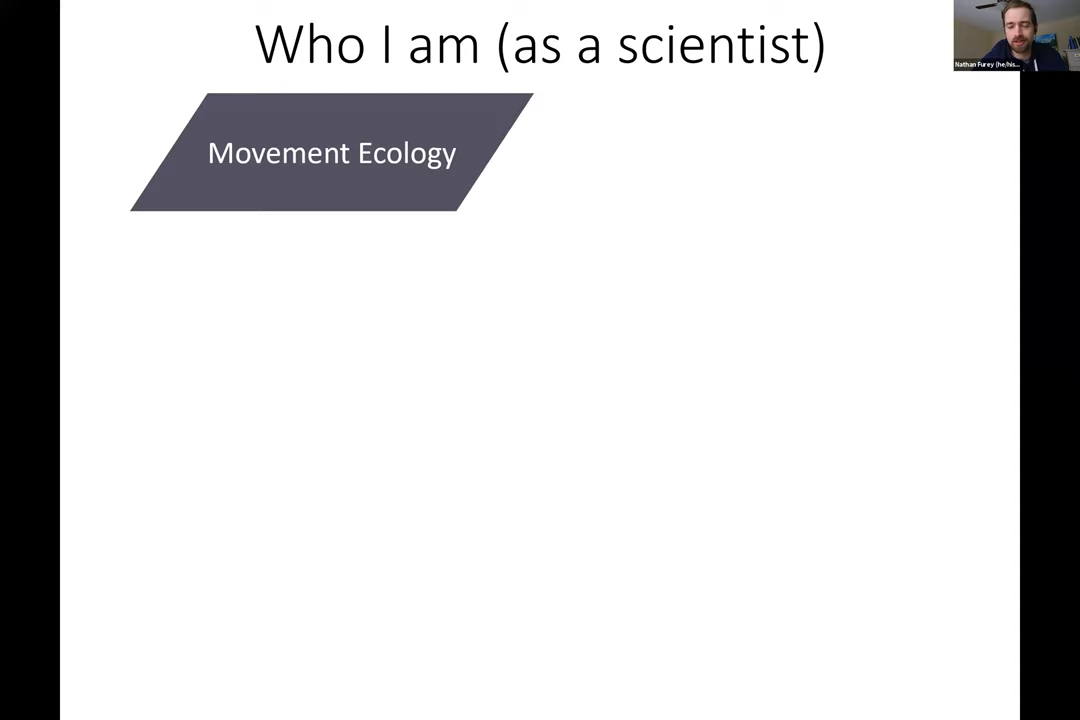 Who I am (as a scientist)
Nathan Furey (he/his...
Movement Ecology